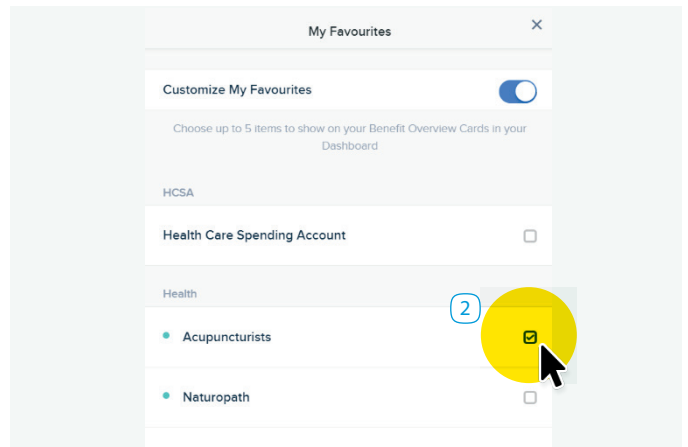 My Favourites
Customize My Favourites
Choose up to 5 items to show on your Benefit Overview Cards in your
Dashboard
HCSA
Health Care Spending Account
Health
2
Acupuncturists
Naturopath